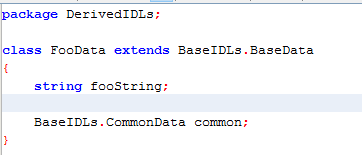 package DerivedIDLs;
class FooData extends BaseIDLs.BaseData
{
string fooString;
BaseIDLs.CommonData common;
}